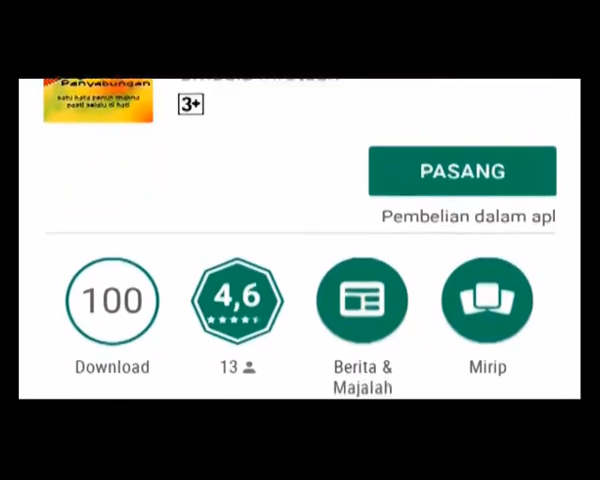 Panyabungan
satu kata penuh makna
pasti selalu di hati
3+
PASANG
Pembelian dalam apl
100
4,6
Download
13
Berita &
Majalah
Mirip